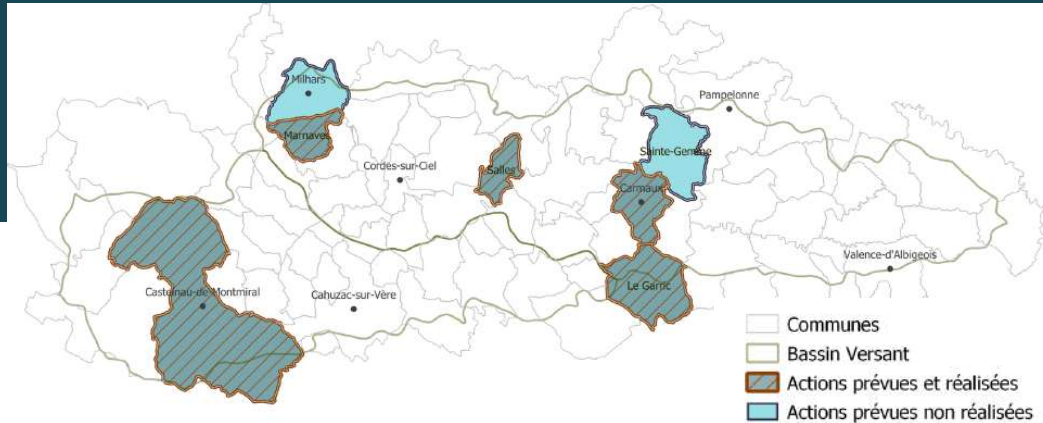 Milhars
Pampelonne
Marnaves
Sainte-Gemme
Cordes-sur-Ciel
Salles
Carmaux
Valence-d'Albigeois
Le Garric
Castelnau-de-Montmiral
Cahuzac-sur-Vère
Communes
Bassin Versant
Actions prévues et réalisées
Actions prévues non réalisées